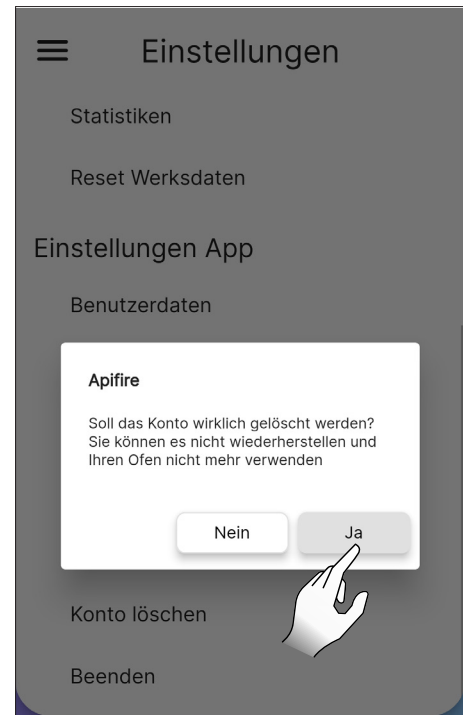 Einstellungen
Statistiken
Reset Werksdaten
Einstellungen App
Benutzerdaten
Apifire
Soll das Konto wirklich gelöscht werden?
Sie können es nicht wiederherstellen und
Ihren Ofen nicht mehr verwenden
Nein
Ja
Konto löschen
Beenden